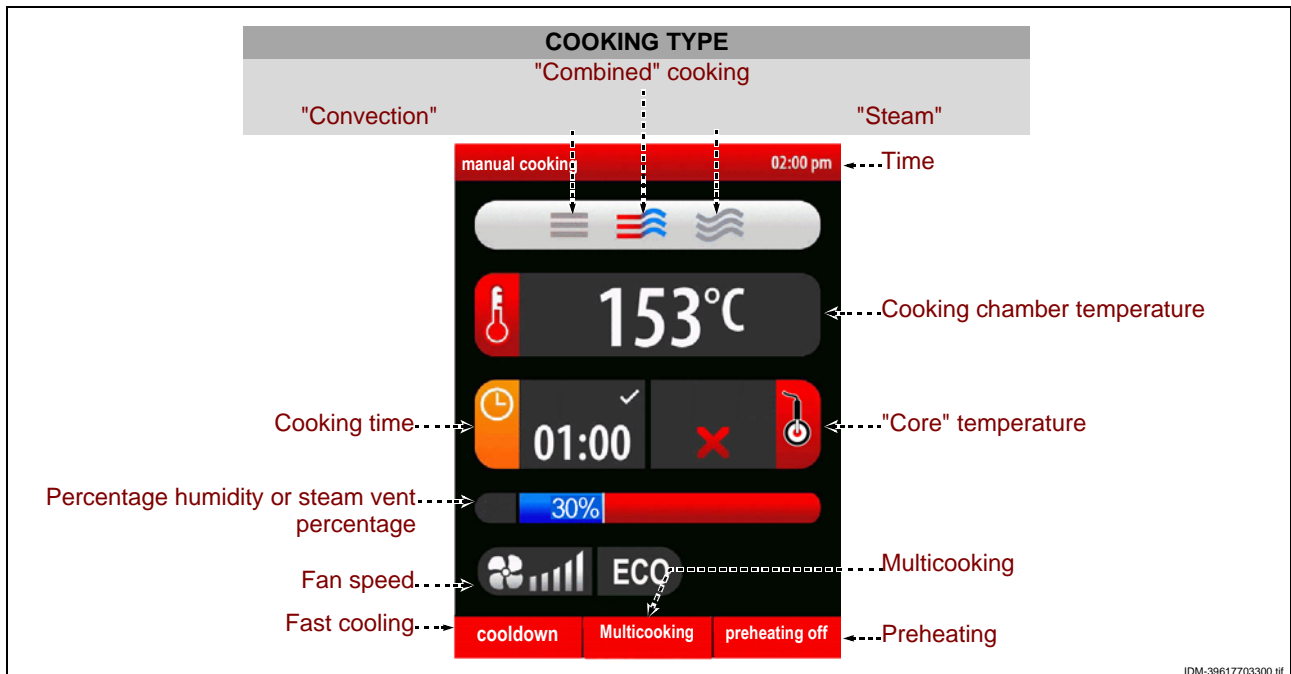 COOKING TYPE
"Combined" cooking
"Convection"
"Steam"
manual cooking
02:00 pm
Time
153°C
Cooking chamber temperature
Cooking time
01:00
"Core" temperature
Percentage humidity or steam vent
percentage
30%
Fan speed
ECO
Multicooking
Fast cooling
cooldown
Multicooking
preheating off
Preheating
IDM-39617703300.tif